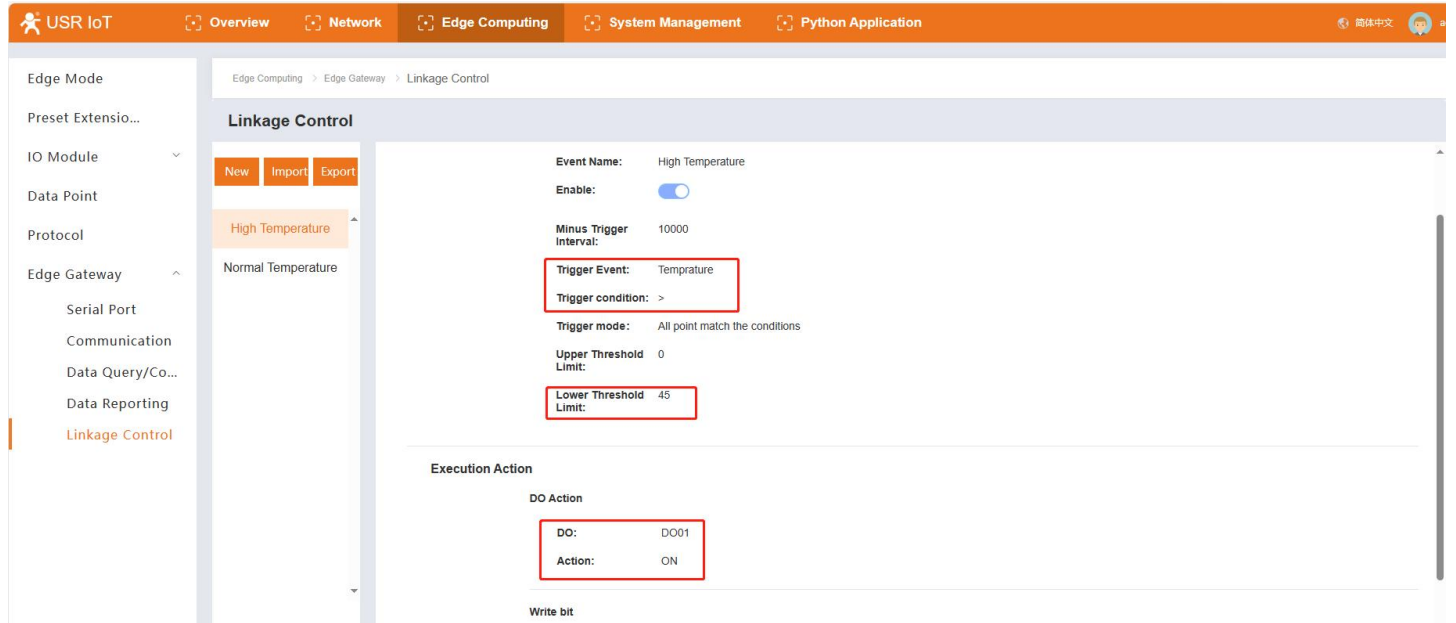 USR IoT
Overview
Network
Edge Computing
System Management
Python Application
简体中文
Edge Mode
Preset Extensio...
IO Module
Data Point
Protocol
Edge Gateway
Serial Port
Communication
Data Query/Co...
Data Reporting
Linkage Control
Edge Computing > Edge Gateway > Linkage Control
Linkage Control
New Import Export
High Temperature
Normal Temperature
Event Name: High Temperature
Enable:
Minus Trigger
Interval: 10000
Trigger Event: Temprature
Trigger condition: >
Trigger mode: All point match the conditions
Upper Threshold
Limit: 0
Lower Threshold
Limit: 45
Execution Action
DO Action
DO: DO01
Action: ON
Write bit